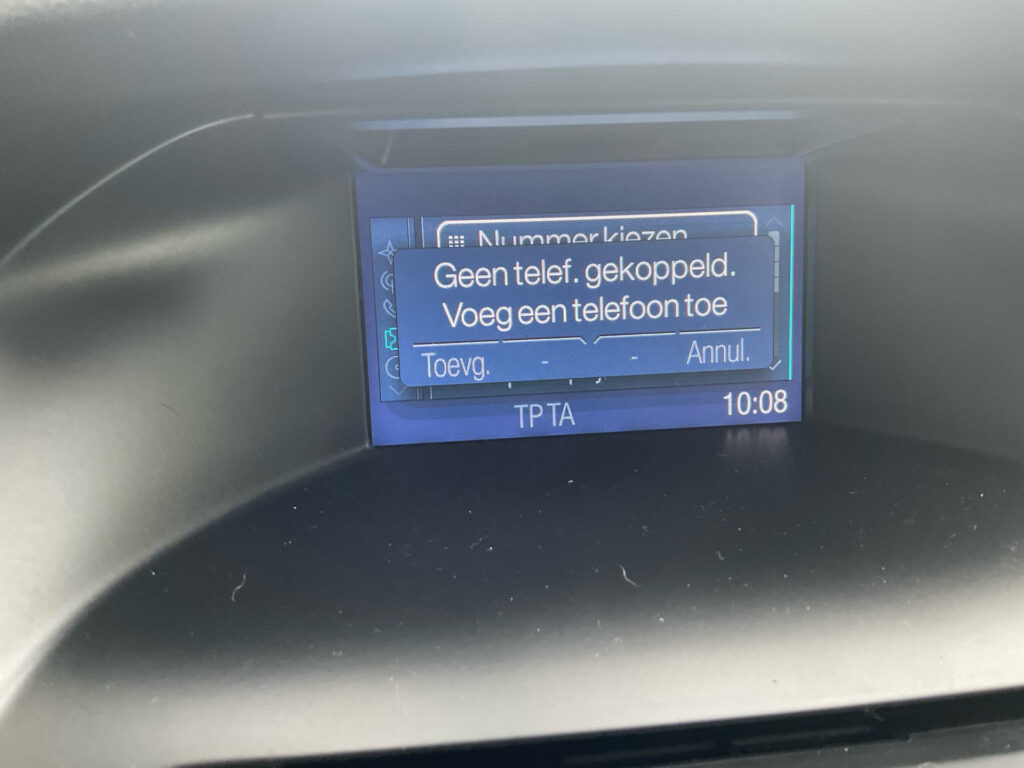 Nummer kiezen
Geen telef. gekoppeld.
Voeg een telefoon toe
Toevg. - - Annul.
TP TA 10:08